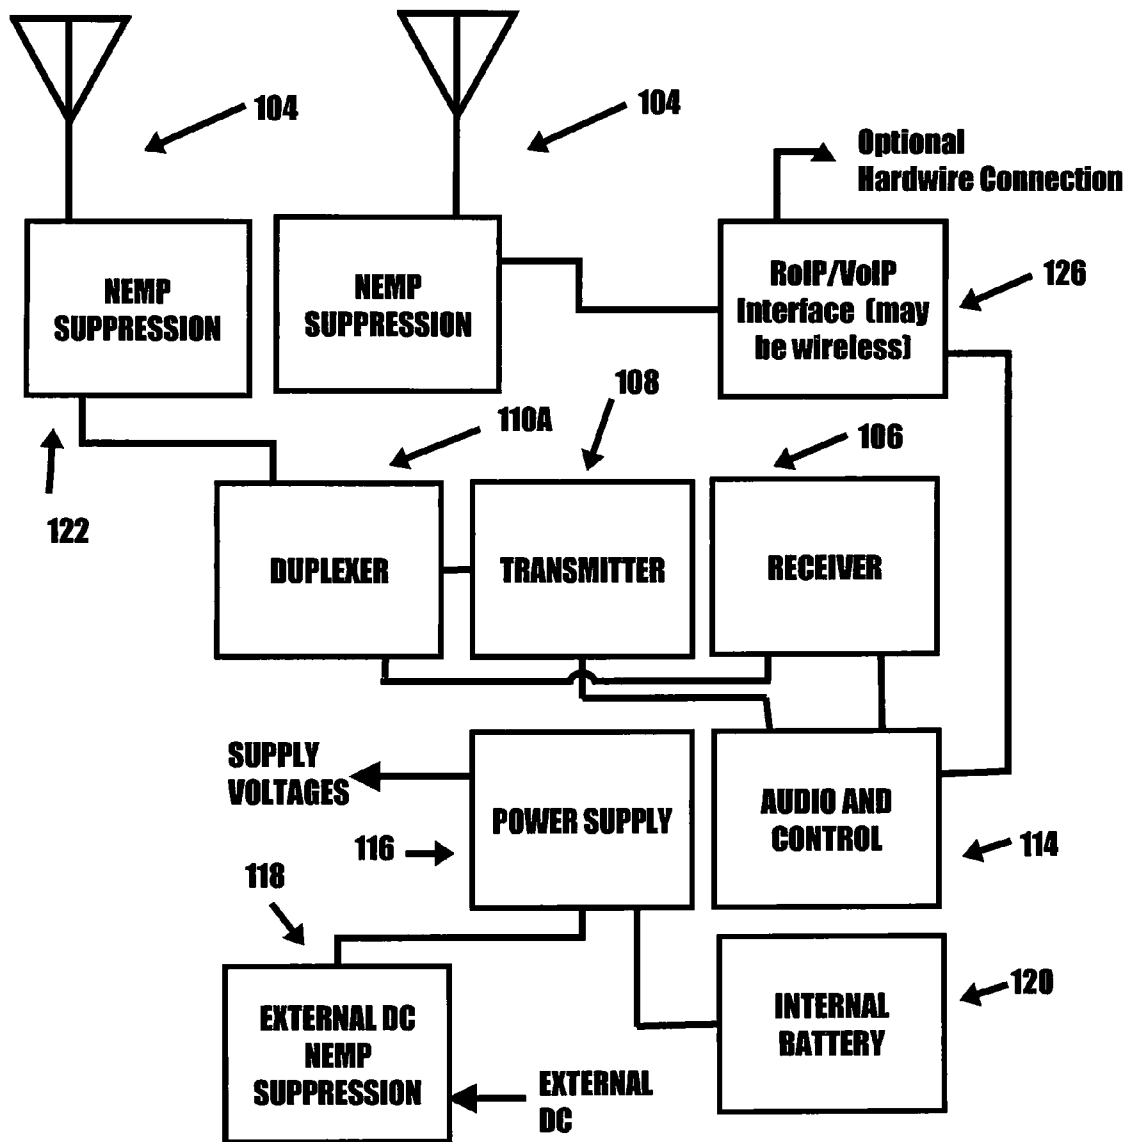 104
104
Optional
Hardwire Connection
NEMP
SUPPRESSION
NEMP
SUPPRESSION
RoIP/VoIP
Interface (may
be wireless)
126
108
110A
106
122
DUPLEXER
TRANSMITTER
RECEIVER
SUPPLY
VOLTAGES
POWER SUPPLY
AUDIO AND
CONTROL
116
114
118
EXTERNAL DC
NEMP
SUPPRESSION
INTERNAL
BATTERY
120
EXTERNAL
DC